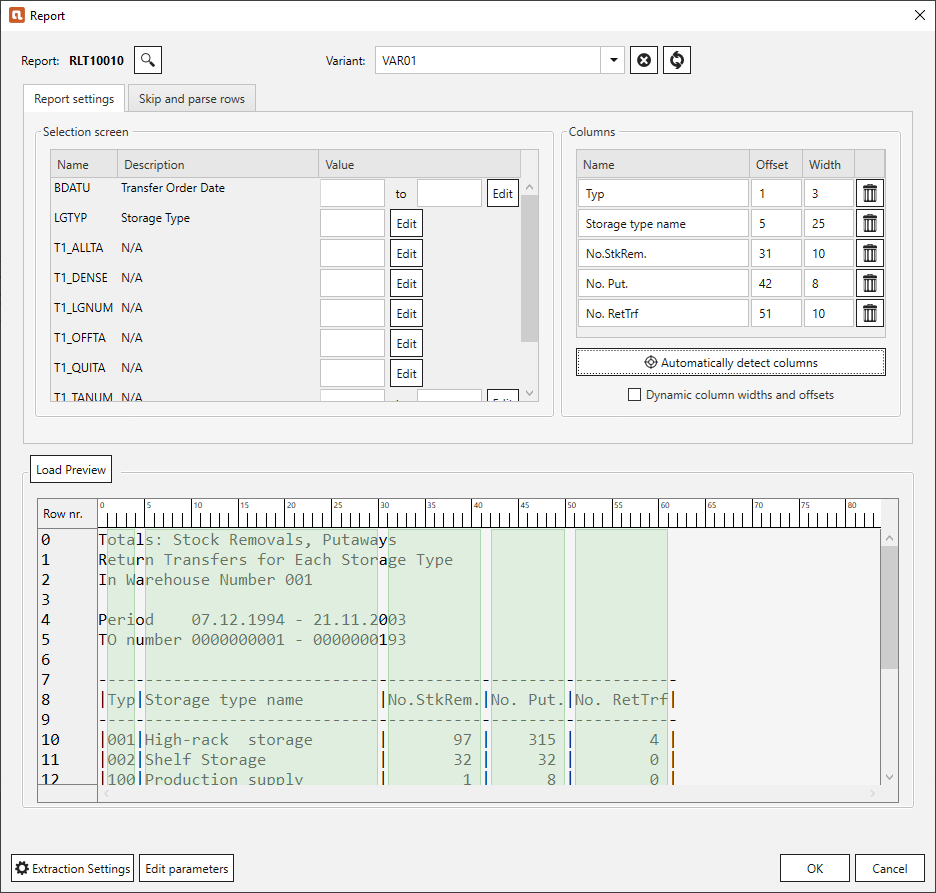 Report
Report: RLT10010 Variant: VAR01
Report settings Skip and parse rows
Selection screen
Name Description Value
BDATU Transfer Order Date to Edit
LGTYP Storage Type Edit
T1_ALLTA N/A Edit
T1_DENSE N/A Edit
T1_LGNUM N/A Edit
T1_OFFTA N/A Edit
T1_QUITA N/A Edit
T1_TANUM N/A to Edit
Columns
Name Offset Width
Typ 1 3
Storage type name 5 25
No.StkRem. 31 10
No. Put. 42 8
No. RetTrf 51 10
Automatically detect columns
Dynamic column widths and offsets
Load Preview
Row nr. 0 5 10 15 20 25 30 35 40 45 50 55 60 65 70 75 80
0 Totals: Stock Removals, Putaways
1 Return Transfers for Each Storage Type
2 In Warehouse Number 001
3
4 Period 07.12.1994 - 21.11.2003
5 TO number 0000000001 - 0000000193
6
7 --------------------------------------------------------------
8 |Typ|Storage type name |No.StkRem.|No. Put.|No. RetTrf|
9 --------------------------------------------------------------
10 |001|High-rack storage | 97 | 315 | 4 |
11 |002|Shelf Storage | 32 | 32 | 0 |
12 |100|Production supply | 1 | 8 | 0 |
Extraction Settings Edit parameters OK Cancel